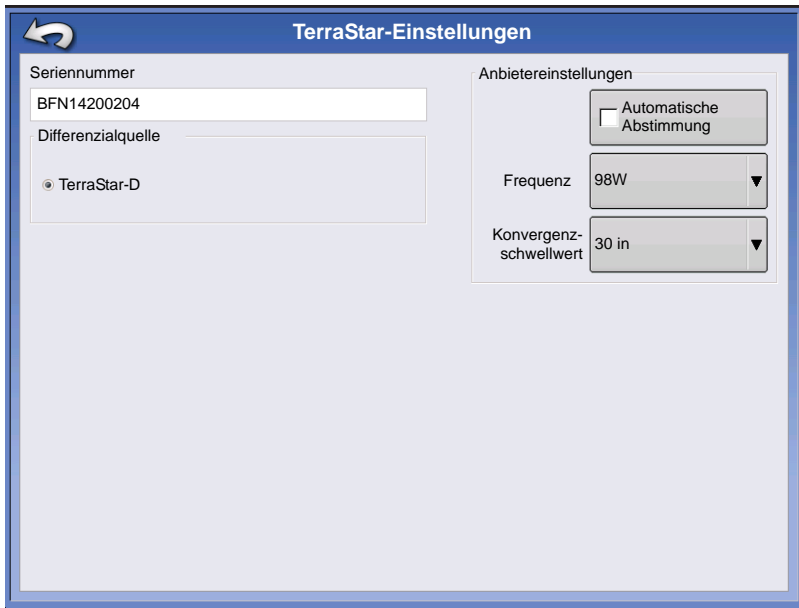 TerraStar-Einstellungen
Seriennummer
BFN14200204
Differenzialquelle
TerraStar-D
Anbietereinstellungen
Automatische
Abstimmung
Frequenz
98W
Konvergenz-
schwellwert
30 in